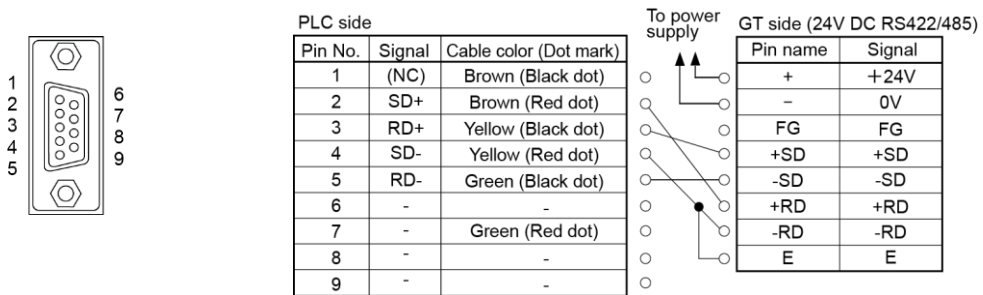 PLC side
To power supply
GT side (24V DC RS422/485)
1
2
3
4
5
6
7
8
9
Pin No. Signal Cable color (Dot mark)
1 (NC) Brown (Black dot)
2 SD+ Brown (Red dot)
3 RD+ Yellow (Black dot)
4 SD- Yellow (Red dot)
5 RD- Green (Black dot)
6 - -
7 - Green (Red dot)
8 - -
9 - -
Pin name Signal
+ +24V
- 0V
FG FG
+SD +SD
-SD -SD
+RD +RD
-RD -RD
E E